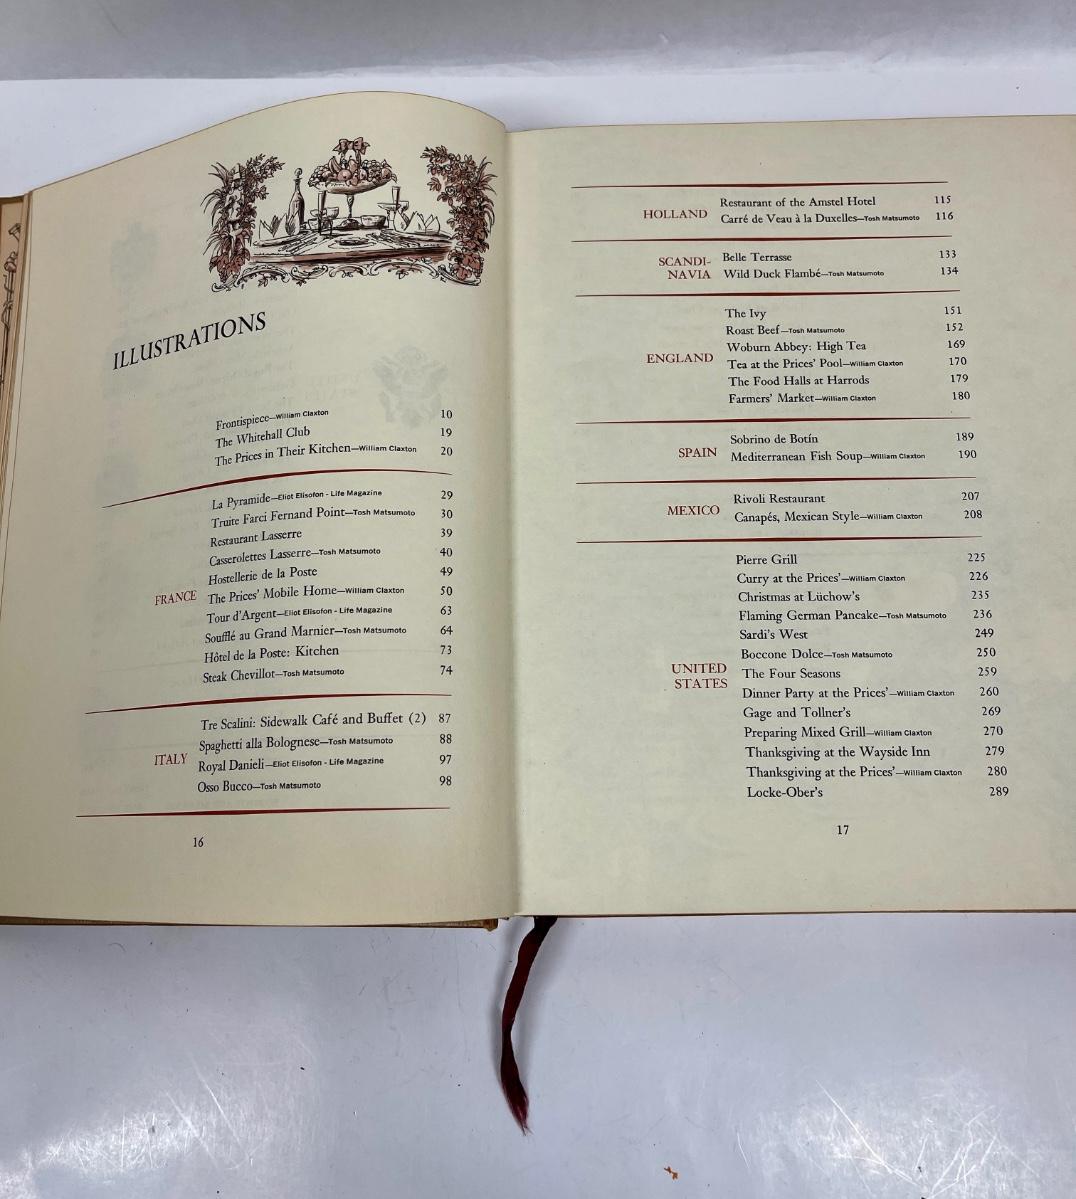 ILLUSTRATIONS
Frontispiece—William Claxton 10
The Whitehall Club 19
The Prices in Their Kitchen—William Claxton 20
FRANCE
La Pyramide—Eliot Elisofon - Life Magazine 29
Truite Farci Fernand Point—Tosh Matsumoto 30
Restaurant Lasserre 39
Casserolettes Lasserre—Tosh Matsumoto 40
Hostellerie de la Poste 49
The Prices' Mobile Home—William Claxton 50
Tour d'Argent—Eliot Elisofon - Life Magazine 63
Soufflé au Grand Marnier—Tosh Matsumoto 64
Hôtel de la Poste: Kitchen 73
Steak Chevillot—Tosh Matsumoto 74
ITALY
Tre Scalini: Sidewalk Café and Buffet (2) 87
Spaghetti alla Bolognese—Tosh Matsumoto 88
Royal Danieli—Eliot Elisofon - Life Magazine 97
Osso Bucco—Tosh Matsumoto 98
16
HOLLAND
Restaurant of the Amstel Hotel 115
Carré de Veau à la Duxelles—Tosh Matsumoto 116
SCANDI-
NAVIA
Belle Terrasse 133
Wild Duck Flambé—Tosh Matsumoto 134
ENGLAND
The Ivy 151
Roast Beef—Tosh Matsumoto 152
Woburn Abbey: High Tea 169
Tea at the Prices' Pool—William Claxton 170
The Food Halls at Harrods 179
Farmers' Market—William Claxton 180
SPAIN
Sobrino de Botín 189
Mediterranean Fish Soup—William Claxton 190
MEXICO
Rivoli Restaurant 207
Canapés, Mexican Style—William Claxton 208
UNITED
STATES
Pierre Grill 225
Curry at the Prices'—William Claxton 226
Christmas at Lüchow's 235
Flaming German Pancake—Tosh Matsumoto 236
Sardi's West 249
Boccone Dolce—Tosh Matsumoto 250
The Four Seasons 259
Dinner Party at the Prices'—William Claxton 260
Gage and Tollner's 269
Preparing Mixed Grill—William Claxton 270
Thanksgiving at the Wayside Inn 279
Thanksgiving at the Prices'—William Claxton 280
Locke-Ober's 289
17